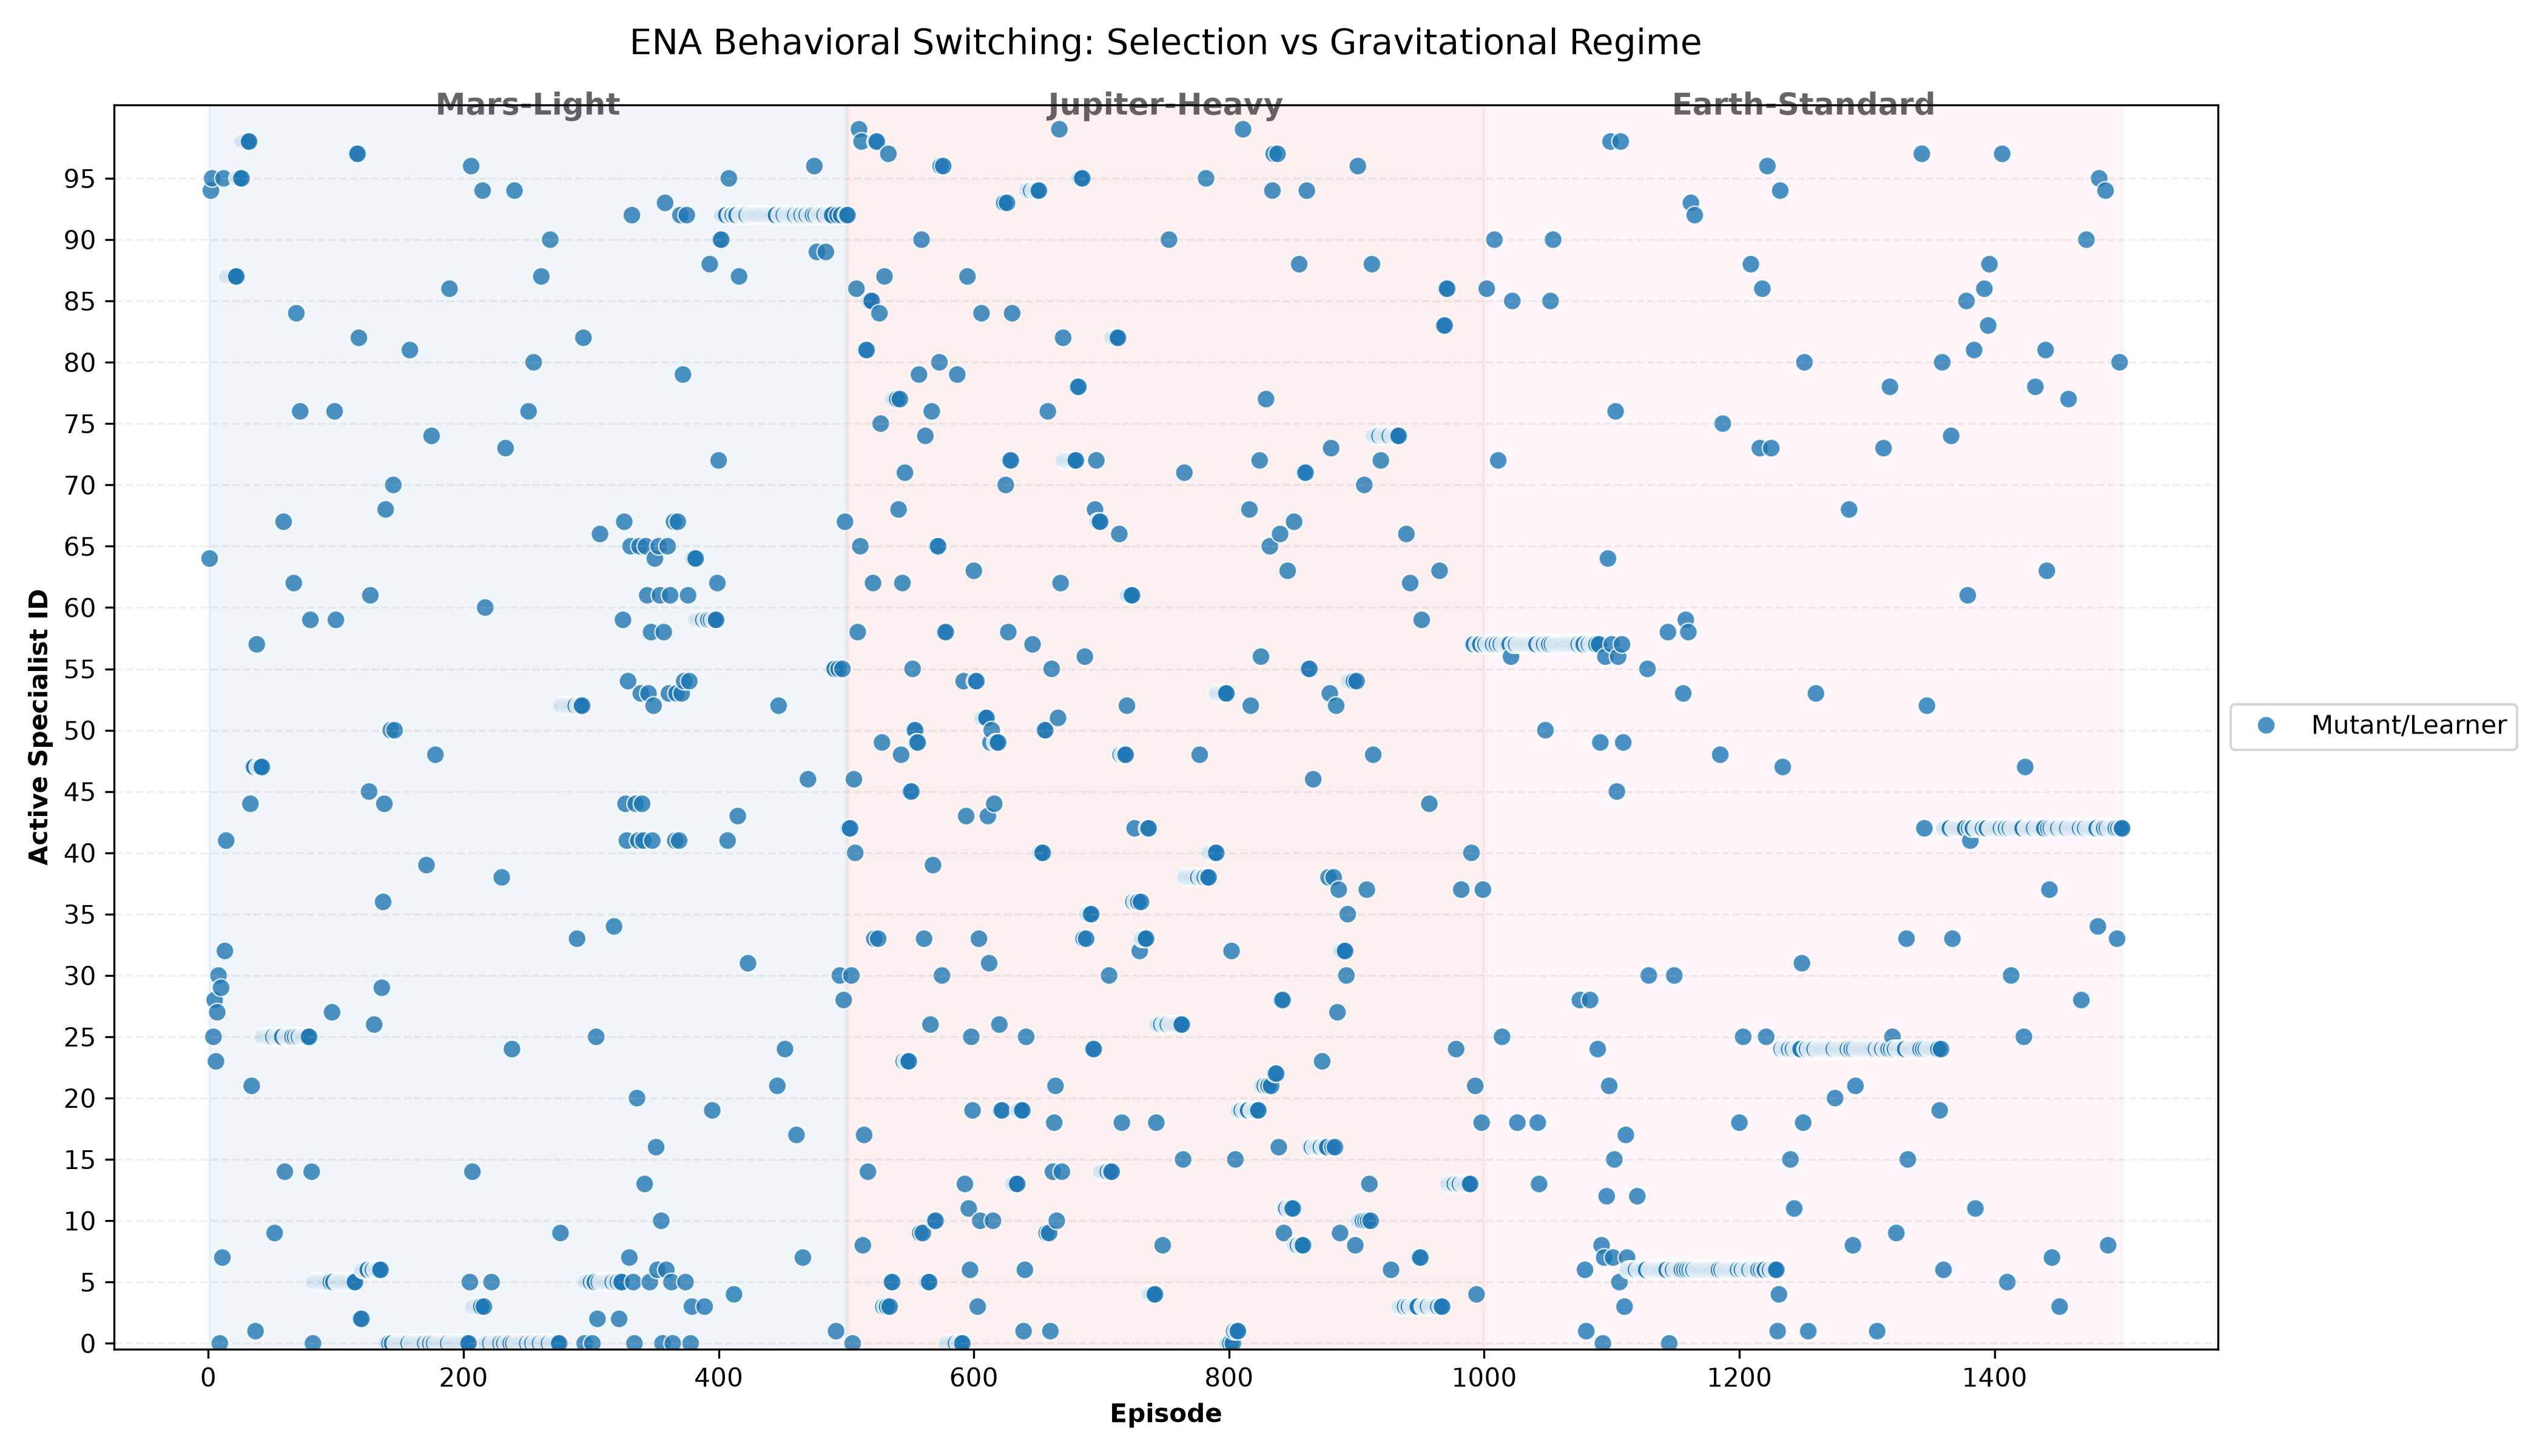 ENA Behavioral Switching: Selection vs Gravitational Regime
Mars-Light
Jupiter-Heavy
Earth-Standard
95
90
85
80
75
70
65
60
55
50
45
40
35
30
25
20
15
10
5
0
Active Specialist ID
Mutant/Learner
0 200 400 600 800 1000 1200 1400
Episode